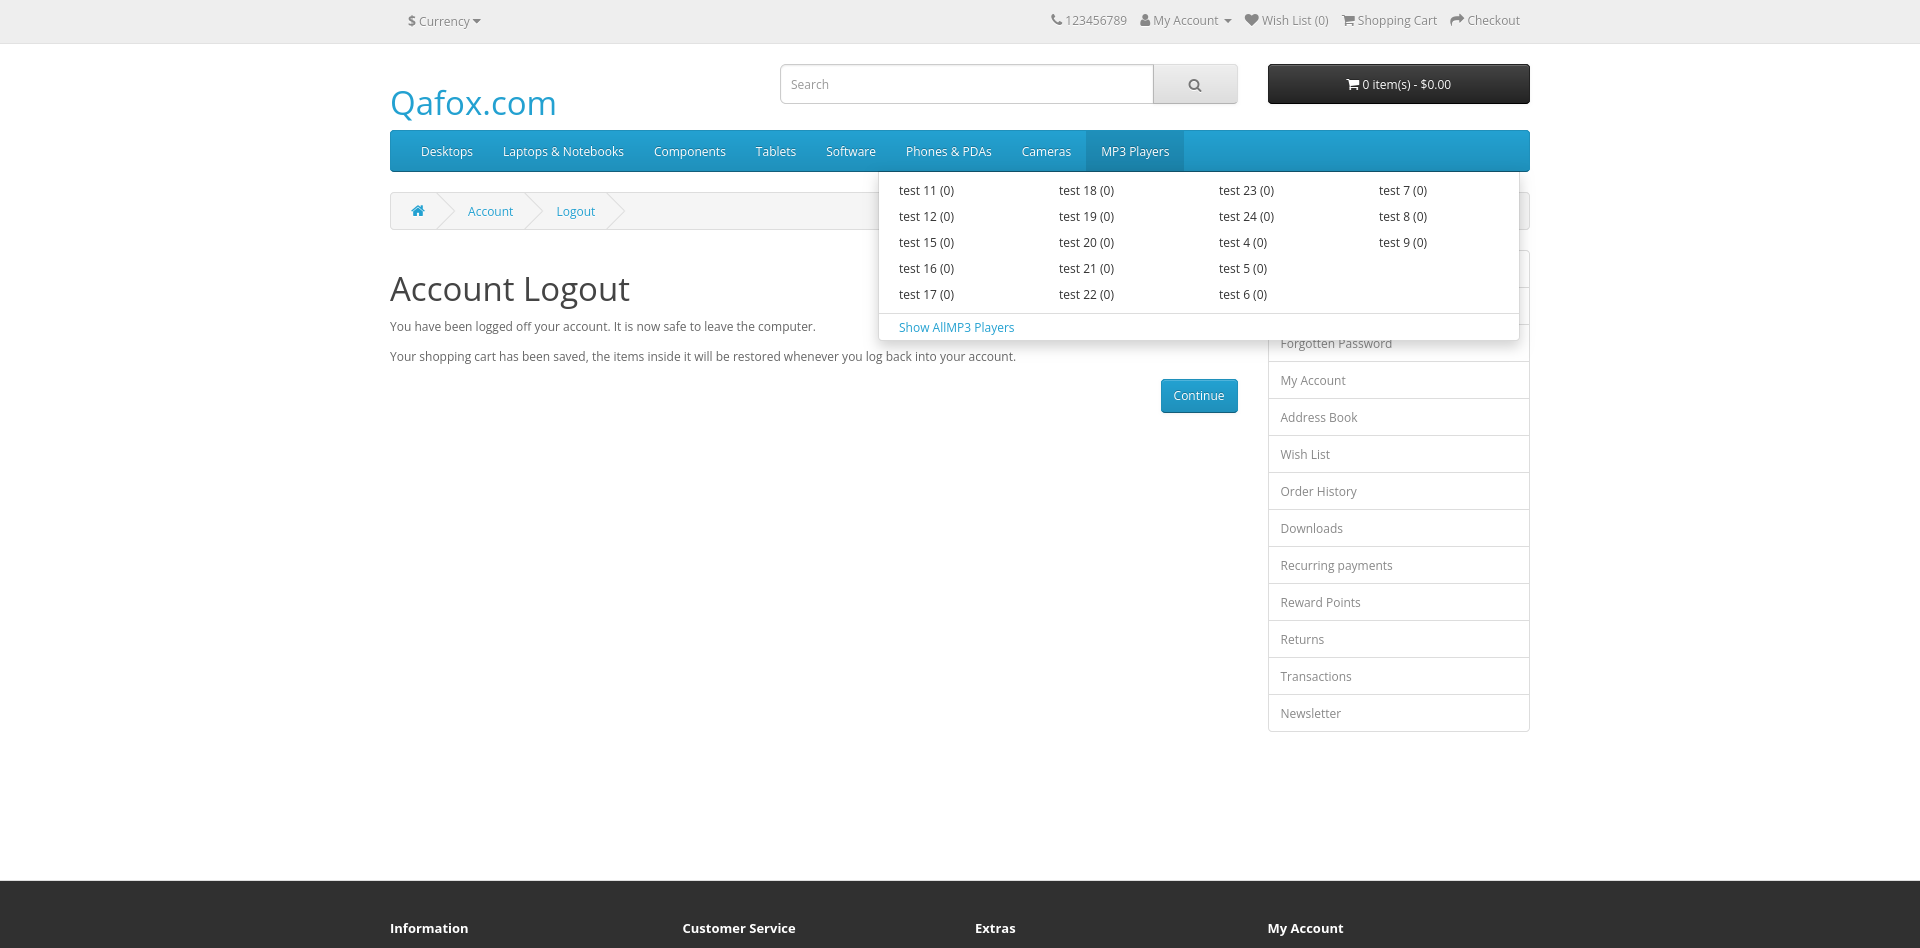 $ Currency
123456789 My Account Wish List (0) Shopping Cart Checkout
Qafox.com
Search
0 item(s) - $0.00
Desktops Laptops & Notebooks Components Tablets Software Phones & PDAs Cameras MP3 Players
test 11 (0) test 18 (0) test 23 (0) test 7 (0)
test 12 (0) test 19 (0) test 24 (0) test 8 (0)
test 15 (0) test 20 (0) test 4 (0) test 9 (0)
test 16 (0) test 21 (0) test 5 (0)
test 17 (0) test 22 (0) test 6 (0)
Show AllMP3 Players
Account Logout
Account Logout
You have been logged off your account. It is now safe to leave the computer.
Your shopping cart has been saved, the items inside it will be restored whenever you log back into your account.
Continue
Forgotten Password
My Account
Address Book
Wish List
Order History
Downloads
Recurring payments
Reward Points
Returns
Transactions
Newsletter
Information Customer Service Extras My Account